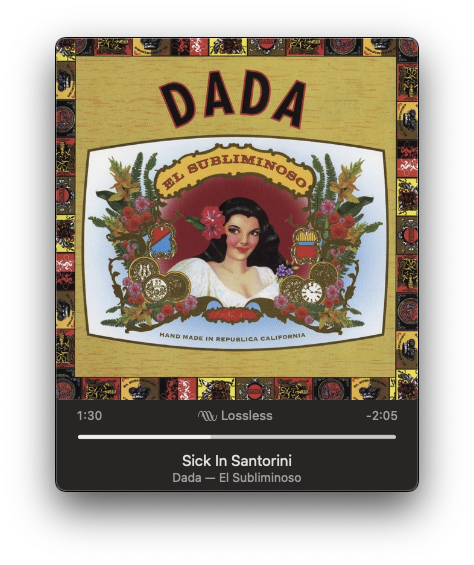 DADA
EL SUBLIMINOSO
HAND MADE IN REPUBLICA CALIFORNIA
1:30 Lossless -2:05
Sick In Santorini
Dada — El Subliminoso